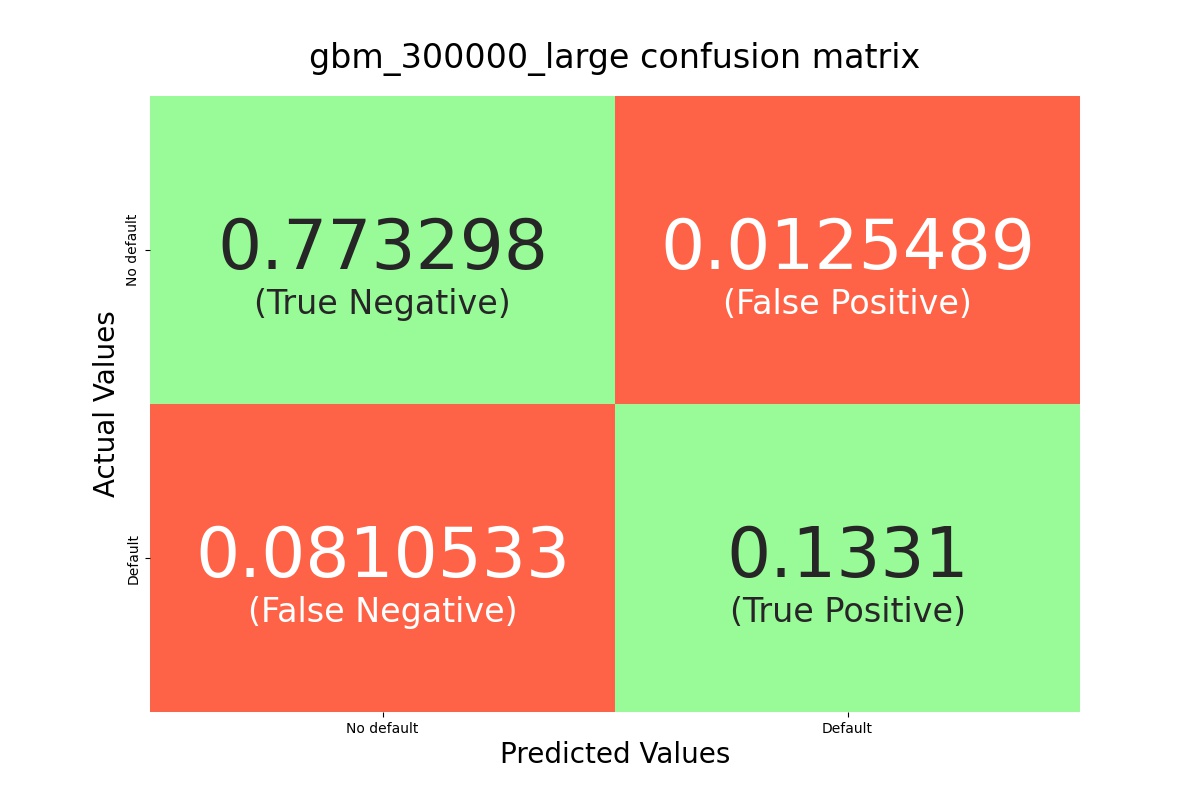 gbm_300000_large confusion matrix
No default
0.773298
(True Negative)
0.0125489
(False Positive)
Actual Values
Default
0.0810533
(False Negative)
0.1331
(True Positive)
No default
Default
Predicted Values